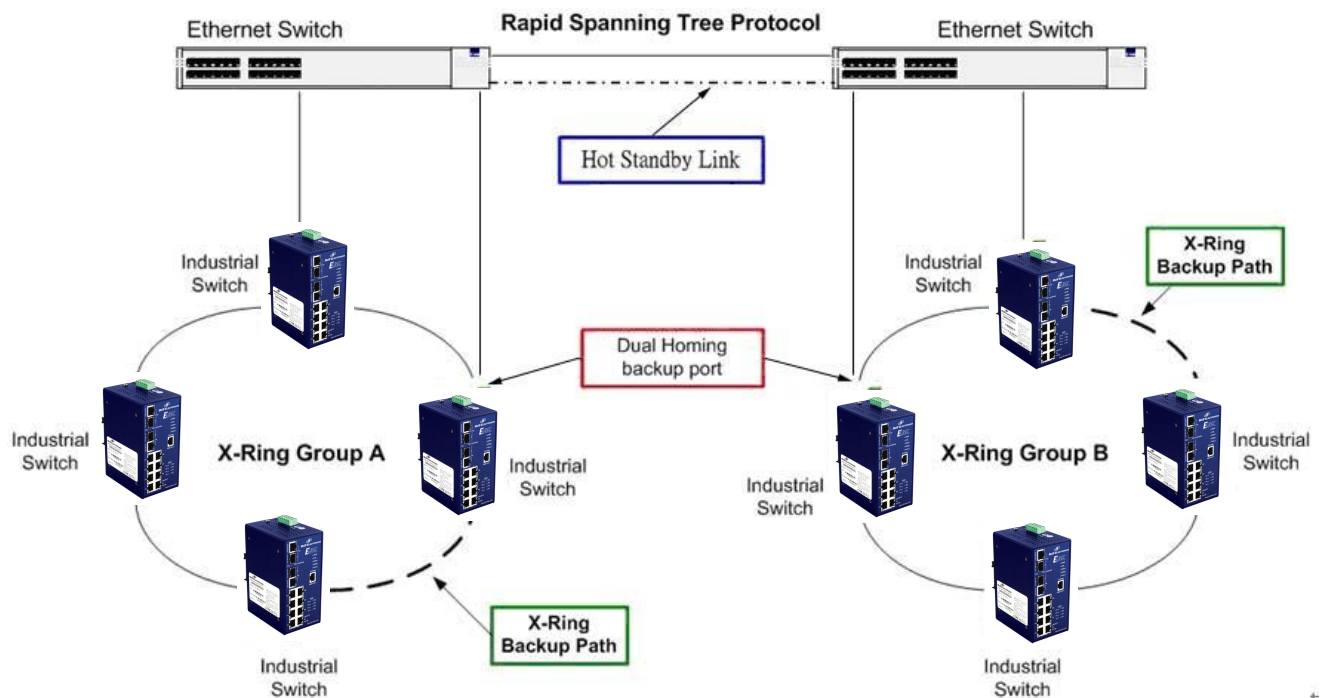 Rapid Spanning Tree Protocol
Ethernet Switch
Ethernet Switch
Hot Standby Link
Industrial
Switch
Industrial
Switch
X-Ring
Backup Path
Dual Homing
backup port
Industrial
Switch
X-Ring Group A
Industrial
Switch
Industrial
Switch
X-Ring Group B
Industrial
Switch
X-Ring
Backup Path
Industrial
Switch
Industrial
Switch